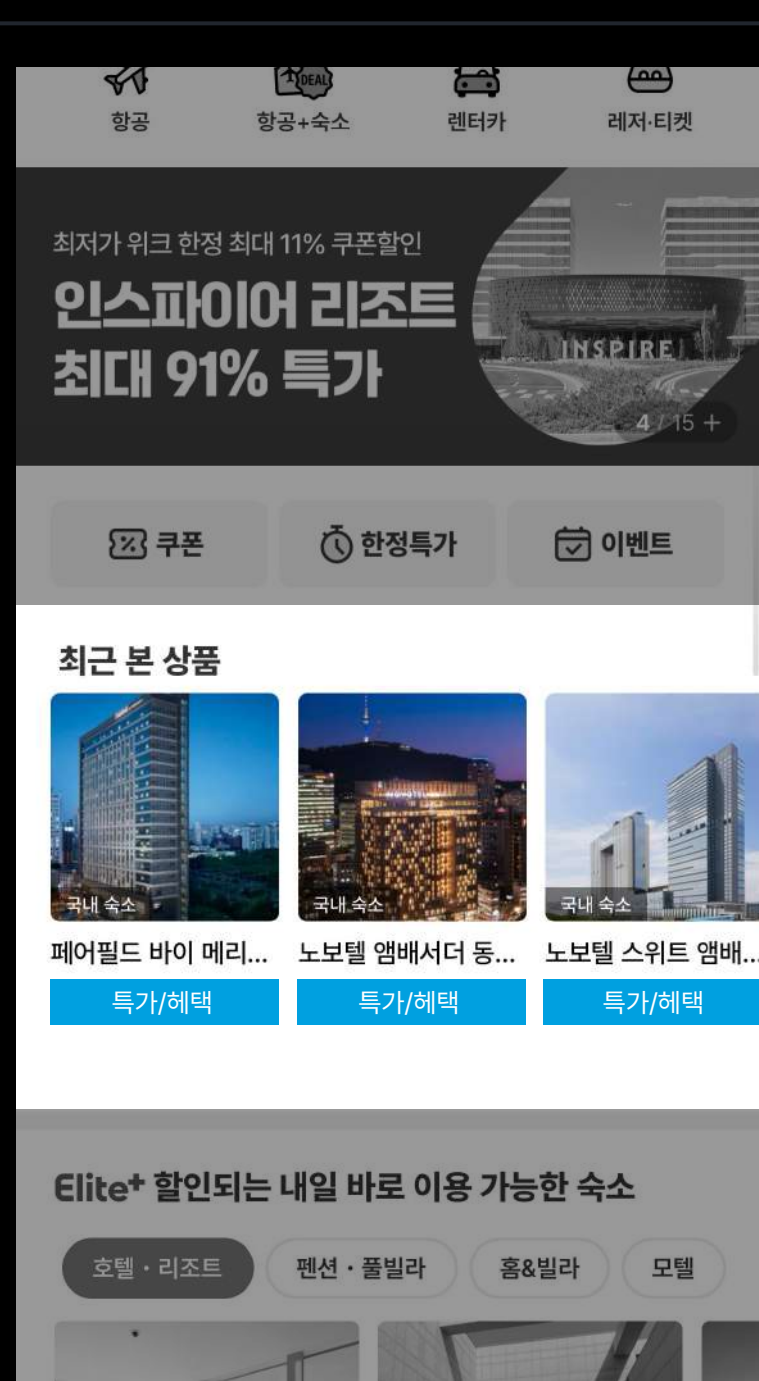 DEAL
항공
항공+숙소
렌터카
레저·티켓
최저가 위크 한정 최대 11% 쿠폰할인
인스파이어 리조트
최대 91% 특가
INSPIRE
4 / 15 +
쿠폰
한정특가
이벤트
최근 본 상품
국내 숙소
국내 숙소
국내 숙소
페어필드 바이 메리...
노보텔 앰배서더 동...
노보텔 스위트 앰배...
특가/헤택
특가/헤택
특가/헤택
Elite+ 할인되는 내일 바로 이용 가능한 숙소
호텔·리조트
펜션·풀빌라
홈&빌라
모텔